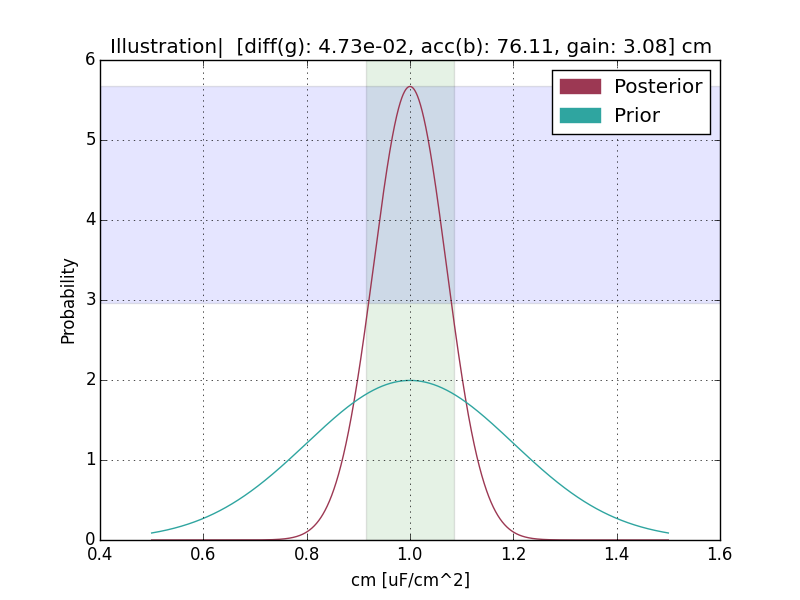 Illustration|  [diff(g): 4.73e-02, acc(b): 76.11, gain: 3.08] cm
6
5
4
3
2
1
0
Probability
Posterior
Prior
0.4 0.6 0.8 1.0 1.2 1.4 1.6
cm [uF/cm^2]